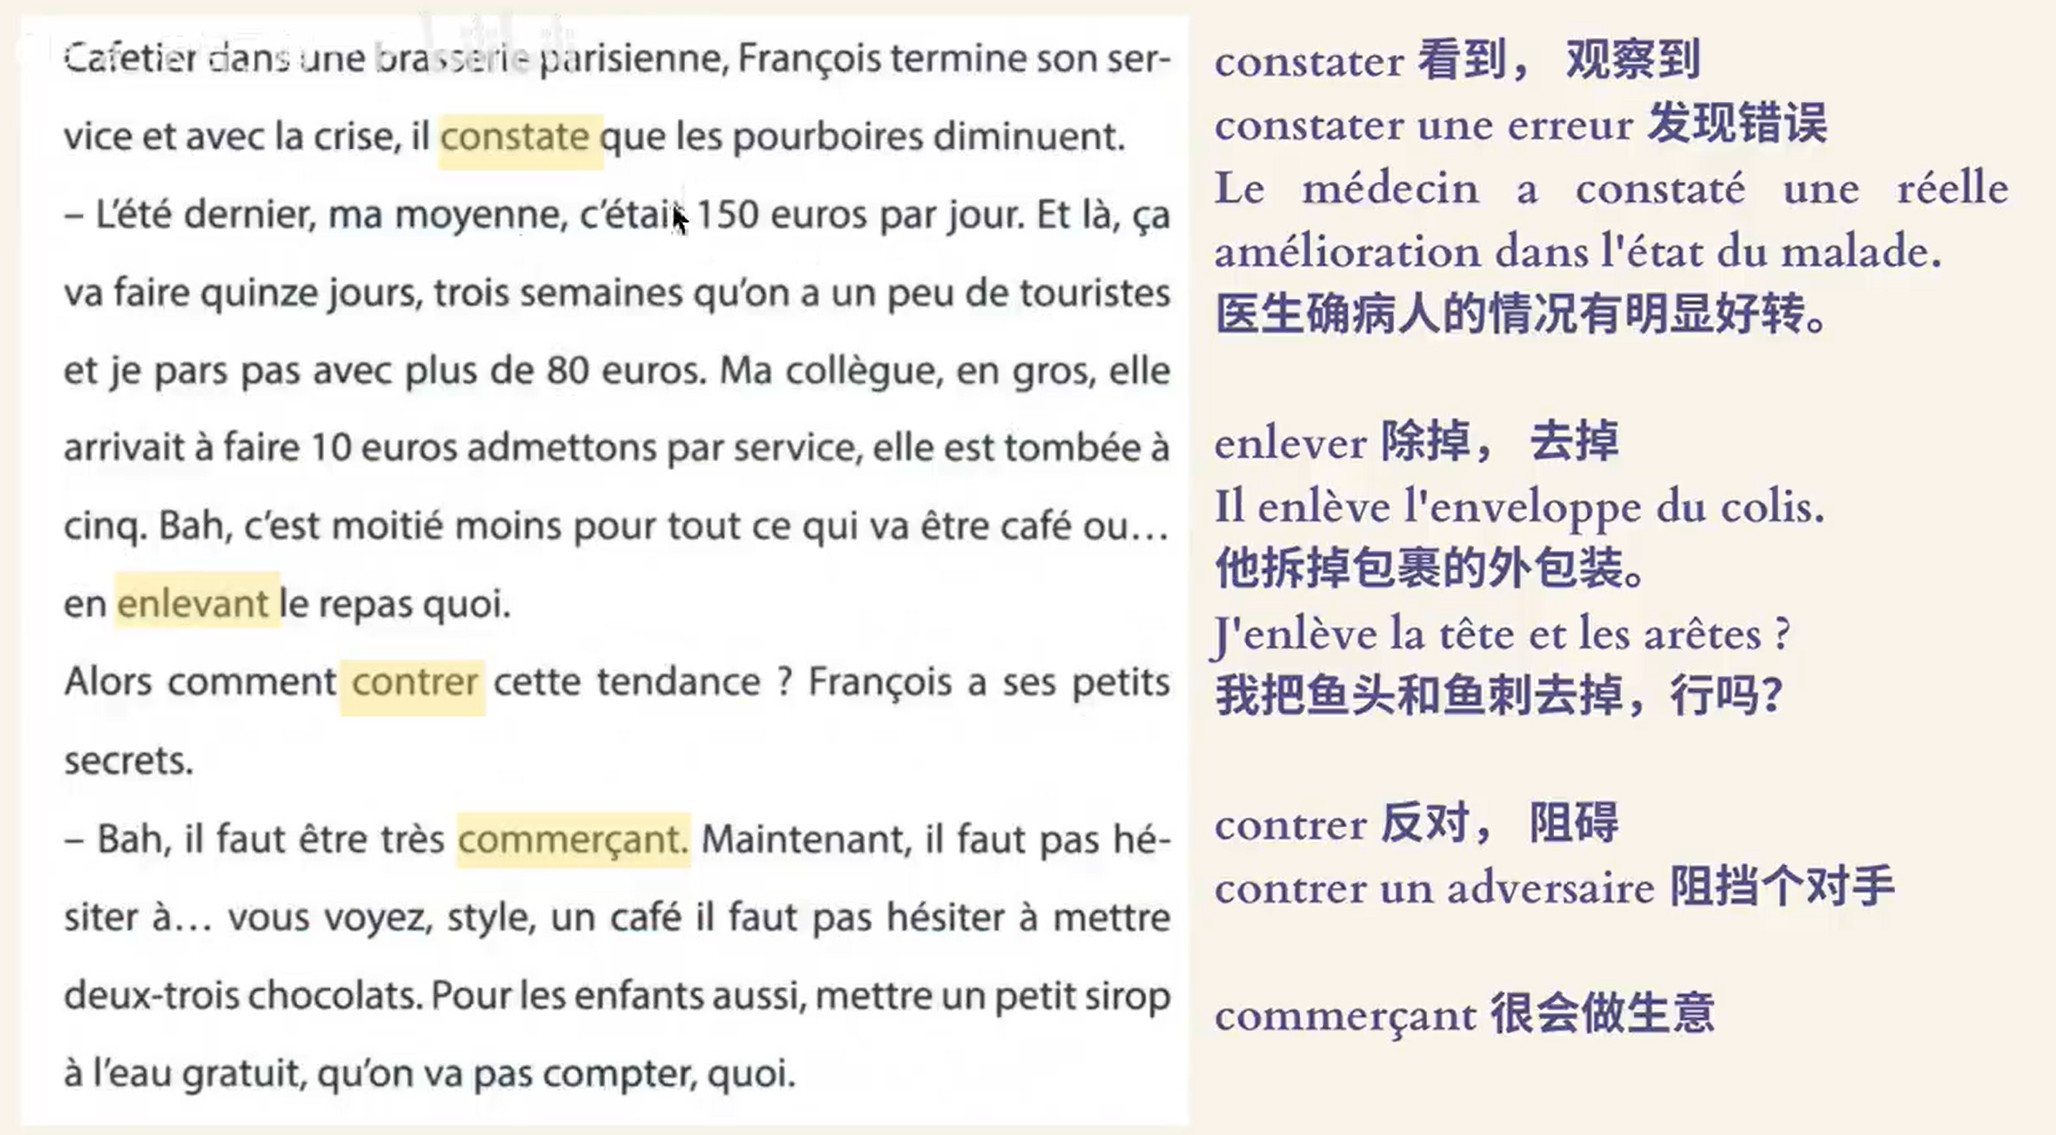 Cafetier dans une brasserie parisienne, François termine son ser-
vice et avec la crise, il constate que les pourboires diminuent.
– L'été dernier, ma moyenne, c'était 150 euros par jour. Et là, ça
va faire quinze jours, trois semaines qu'on a un peu de touristes
et je pars pas avec plus de 80 euros. Ma collègue, en gros, elle
arrivait à faire 10 euros admettons par service, elle est tombée à
cinq. Bah, c'est moitié moins pour tout ce qui va être café ou…
en enlevant le repas quoi.
Alors comment contrer cette tendance ? François a ses petits
secrets.
– Bah, il faut être très commerçant. Maintenant, il faut pas hé-
siter à… vous voyez, style, un café il faut pas hésiter à mettre
deux-trois chocolats. Pour les enfants aussi, mettre un petit sirop
à l'eau gratuit, qu'on va pas compter, quoi.
constater 看到， 观察到
constater une erreur 发现错误
Le médecin a constaté une réelle
amélioration dans l'état du malade.
医生确病人的情况有明显好转。
enlever 除掉， 去掉
Il enlève l'enveloppe du colis.
他拆掉包裹的外包装。
J'enlève la tête et les arêtes ?
我把鱼头和鱼刺去掉，行吗？
contrer 反对， 阻碍
contrer un adversaire 阻挡个对手
commerçant 很会做生意